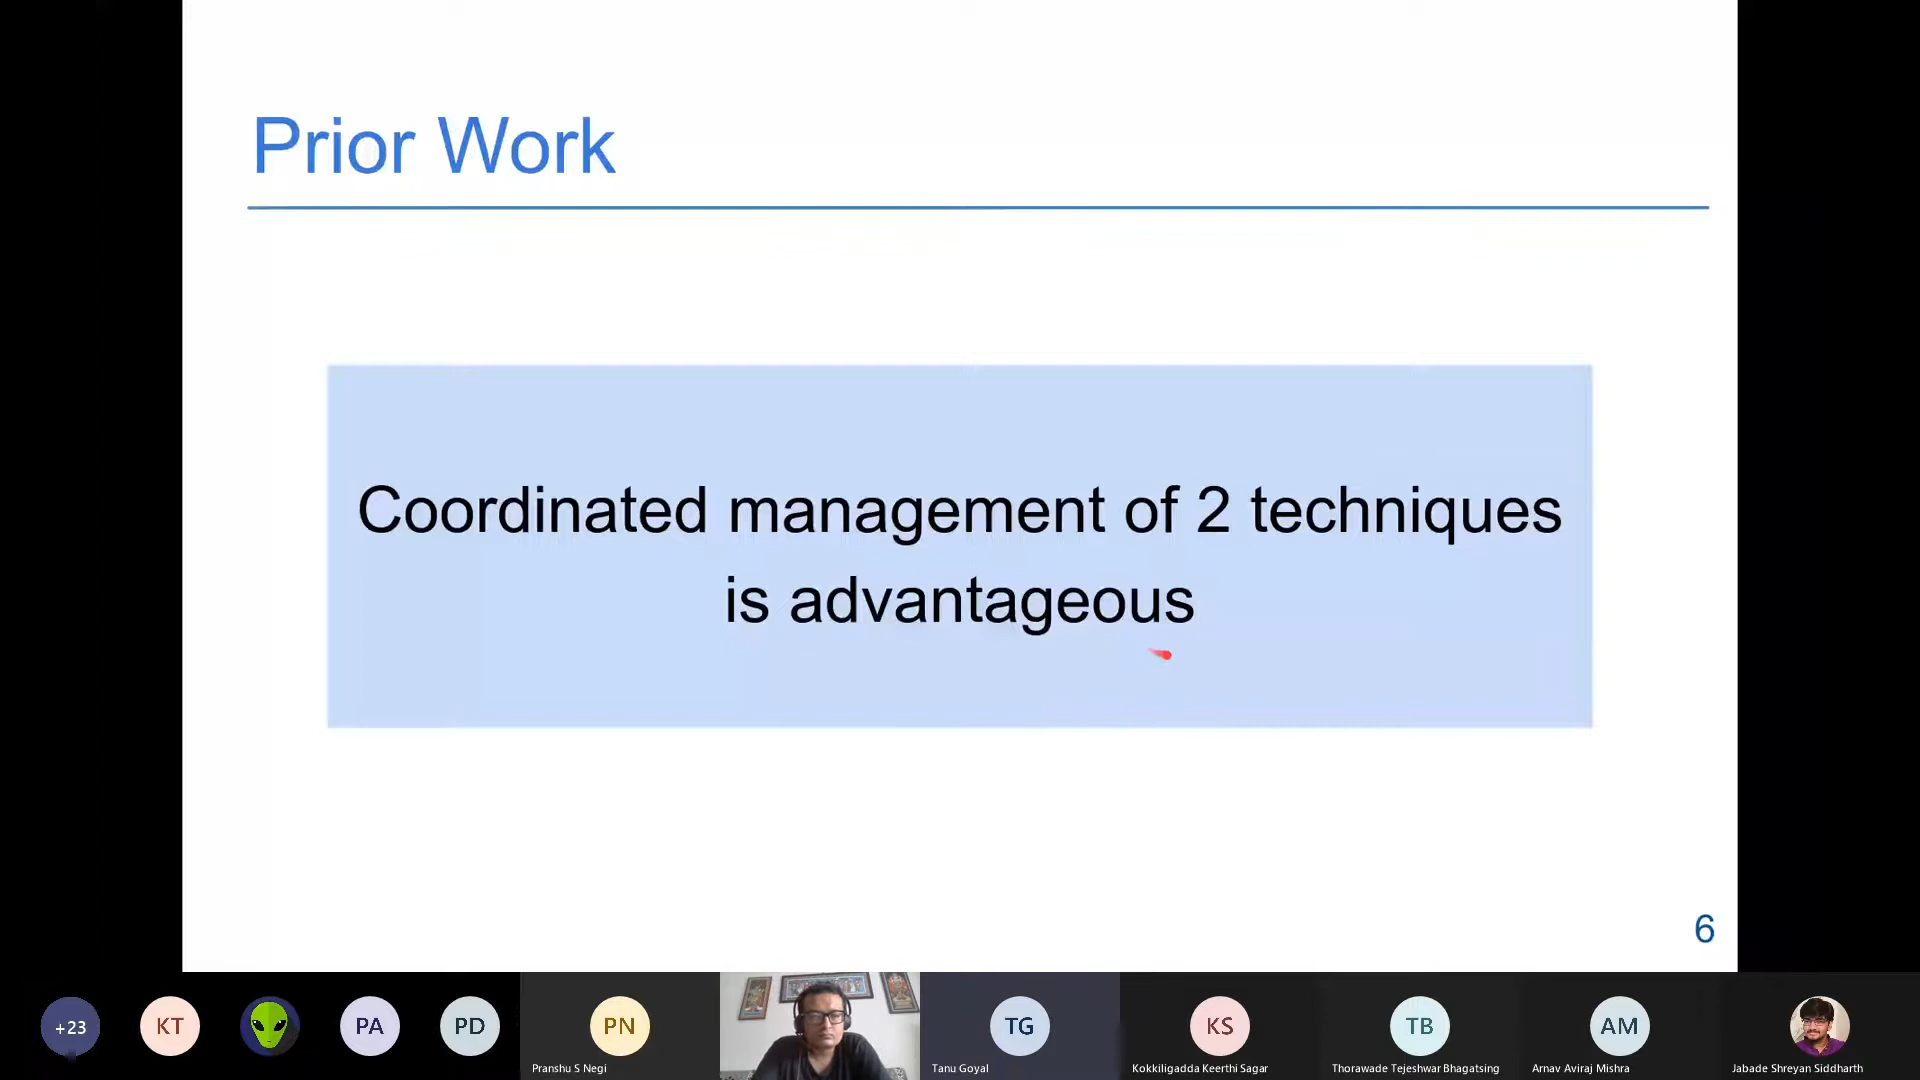 Prior Work
Coordinated management of 2 techniques
is advantageous
6
+23
KT
PA
PD
PN
Pranshu S Negi
TG
Tanu Goyal
KS
Kokkiligadda Keerthi Sagar
TB
Thorawade Tejeshwar Bhagatsing
AM
Arnav Aviraj Mishra
Jabade Shreyan Siddharth